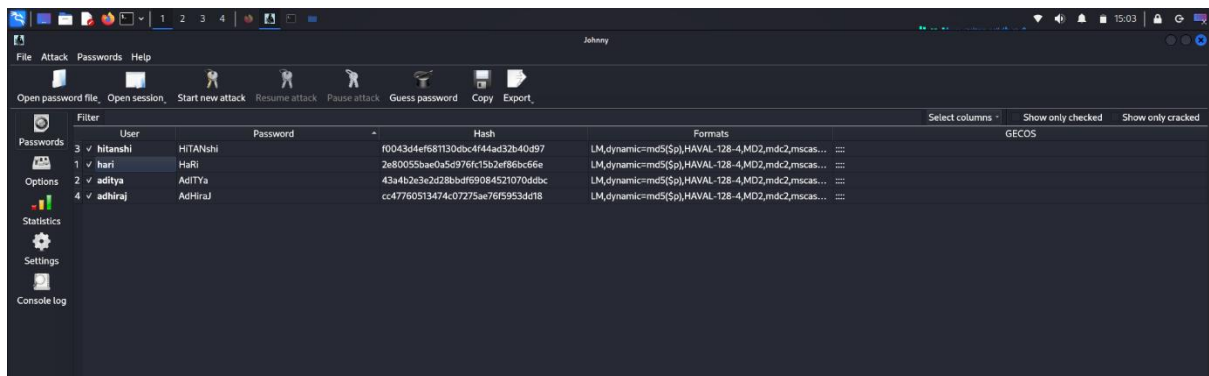 1 2 3 4 15:03
Johnny
File Attack Passwords Help
Open password file Open session Start new attack Resume attack Pause attack Guess password Copy Export
Filter Select columns Show only checked Show only cracked
User Password Hash Formats GECOS
3 ✓ hitanshi HiTANshi f0043d4ef681130dbc4f44ad32b40d97 LM,dynamic=md5($p),HAVAL-128-4,MD2,mdc2,mscas... ::::
1 ✓ hari HaRi 2e80055bae0a5d976fc15b2ef86bc66e LM,dynamic=md5($p),HAVAL-128-4,MD2,mdc2,mscas... ::::
2 ✓ aditya AdITYa 43a4b2e3e2d28bbdf69084521070ddbc LM,dynamic=md5($p),HAVAL-128-4,MD2,mdc2,mscas... ::::
4 ✓ adhiraj AdHiraJ cc47760513474c07275ae76f5953dd18 LM,dynamic=md5($p),HAVAL-128-4,MD2,mdc2,mscas... ::::
Passwords
Options
Statistics
Settings
Console log